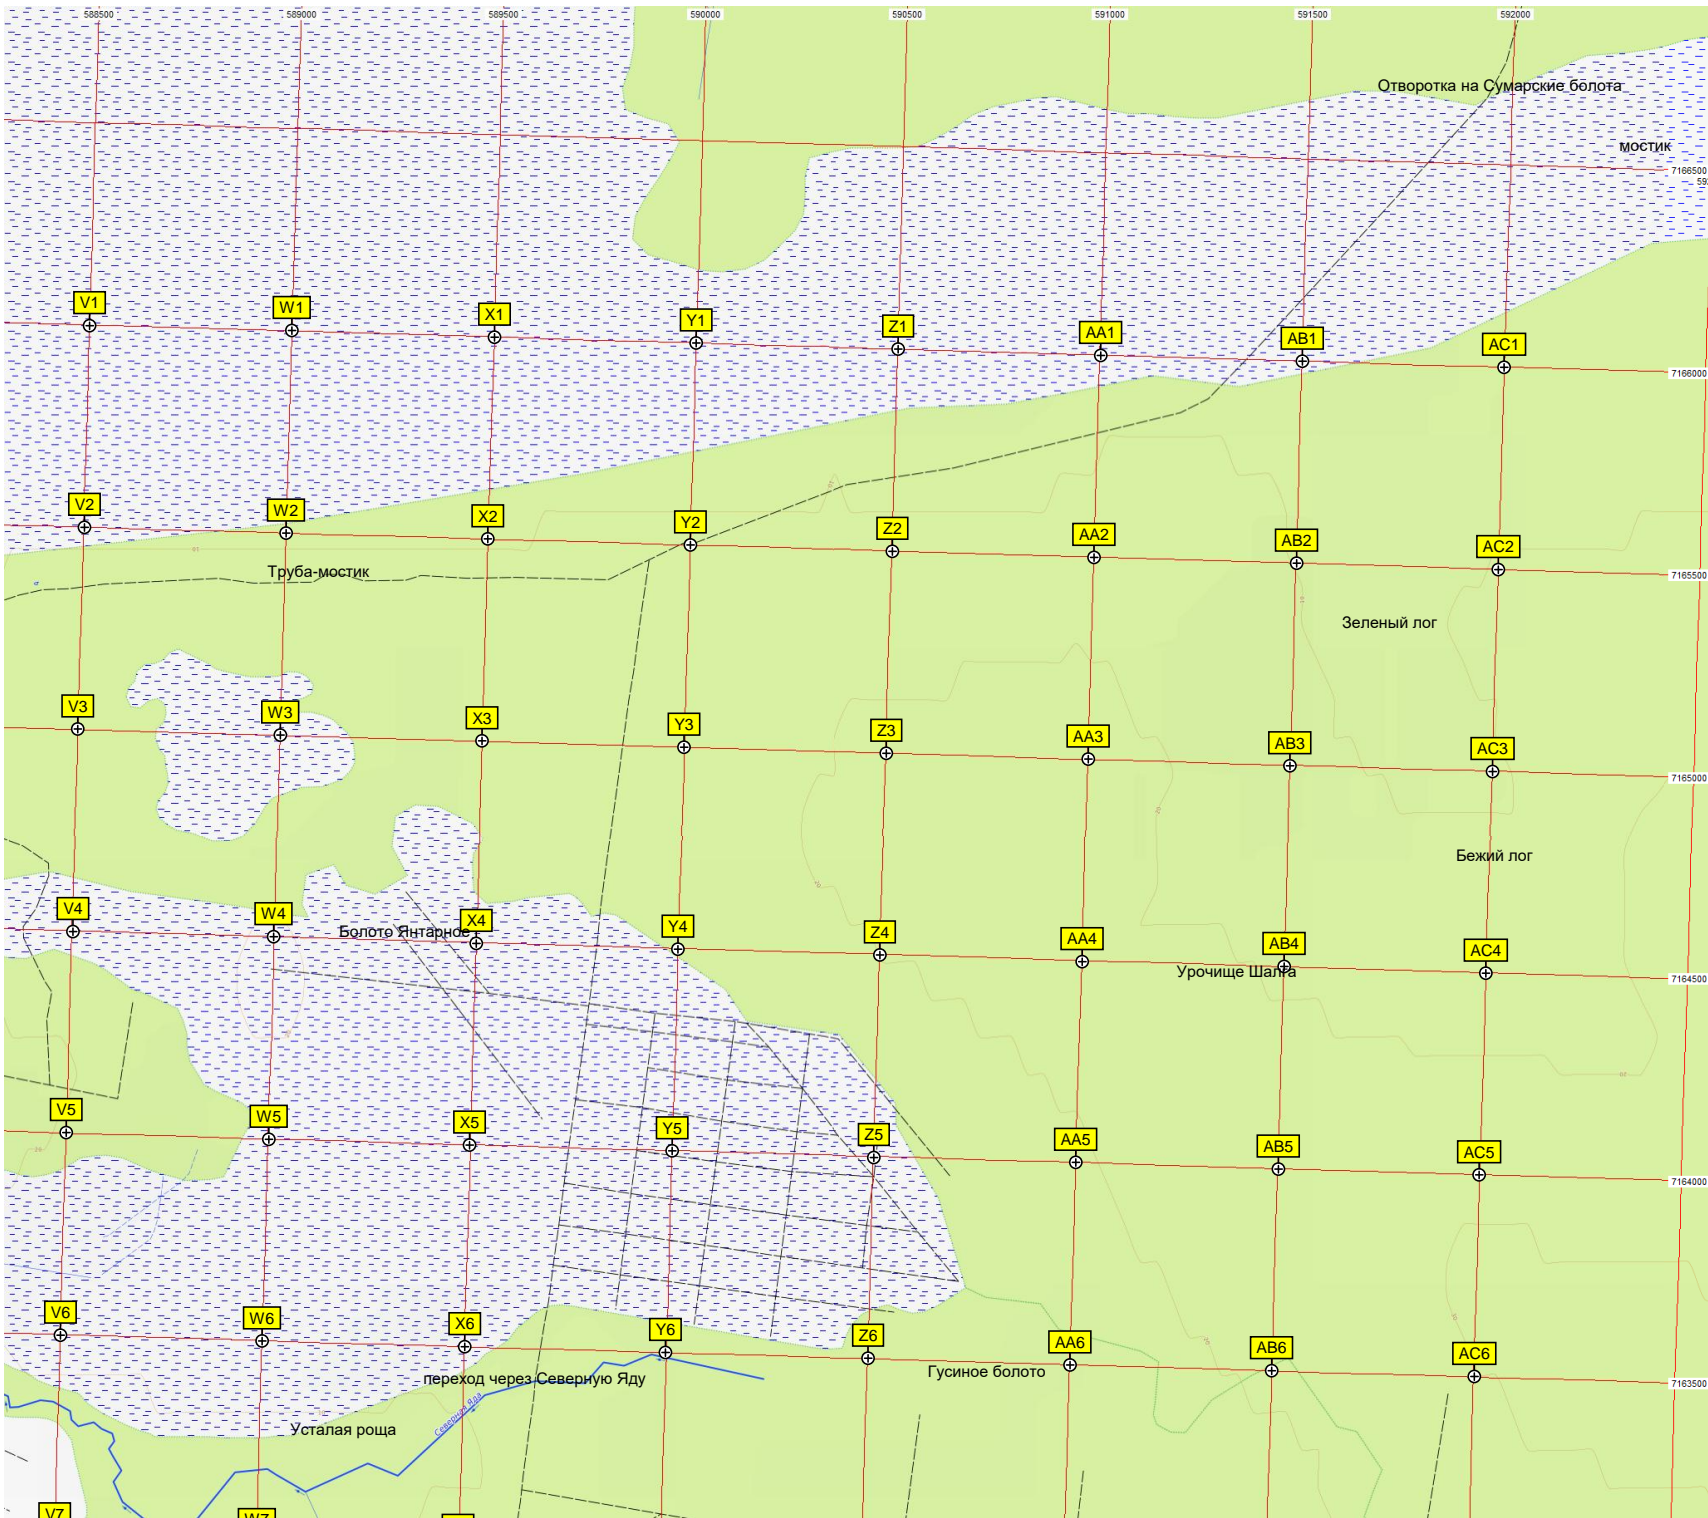 588500 589000 589500 590000 590500 591000 591500 592000
Отворотка на Сумарские болота
мостик
7166500
59
V1 W1 X1 Y1 Z1 AA1 AB1 AC1
7166000
V2 W2 X2 Y2 Z2 AA2 AB2 AC2
7165500
Труба-мостик
Зеленый лог
V3 W3 X3 Y3 Z3 AA3 AB3 AC3
7165000
Бежий лог
V4 W4 X4 Y4 Z4 AA4 AB4 AC4
Болото Янтарное
Урочище Шалга
7164500
V5 W5 X5 Y5 Z5 AA5 AB5 AC5
7164000
V6 W6 X6 Y6 Z6 AA6 AB6 AC6
Гусиное болото
переход через Северную Яду
7163500
Северная Яда
Усталая роща
V7 W7